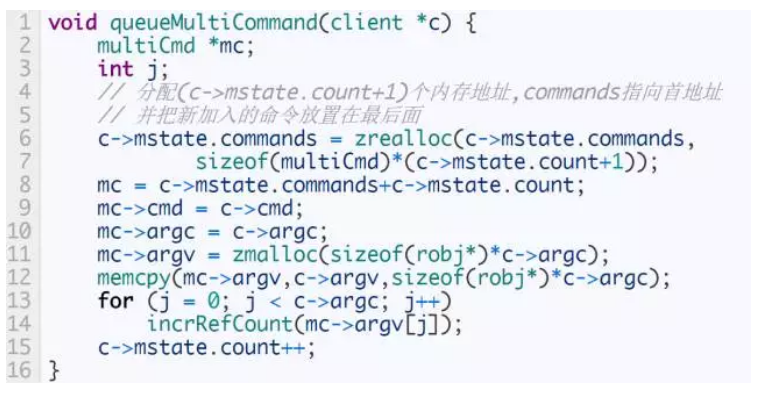 1 void queueMultiCommand(client *c) {
2 multiCmd *mc;
3 int j;
4 // 分配(c->mstate.count+1)个内存地址,commands指向首地址
5 // 并把新加入的命令放置在最后面
6 c->mstate.commands = zrealloc(c->mstate.commands,
7 sizeof(multiCmd)*(c->mstate.count+1));
8 mc = c->mstate.commands+c->mstate.count;
9 mc->cmd = c->cmd;
10 mc->argc = c->argc;
11 mc->argv = zmalloc(sizeof(robj*)*c->argc);
12 memcpy(mc->argv,c->argv,sizeof(robj*)*c->argc);
13 for (j = 0; j < c->argc; j++)
14 incrRefCount(mc->argv[j]);
15 c->mstate.count++;
16 }